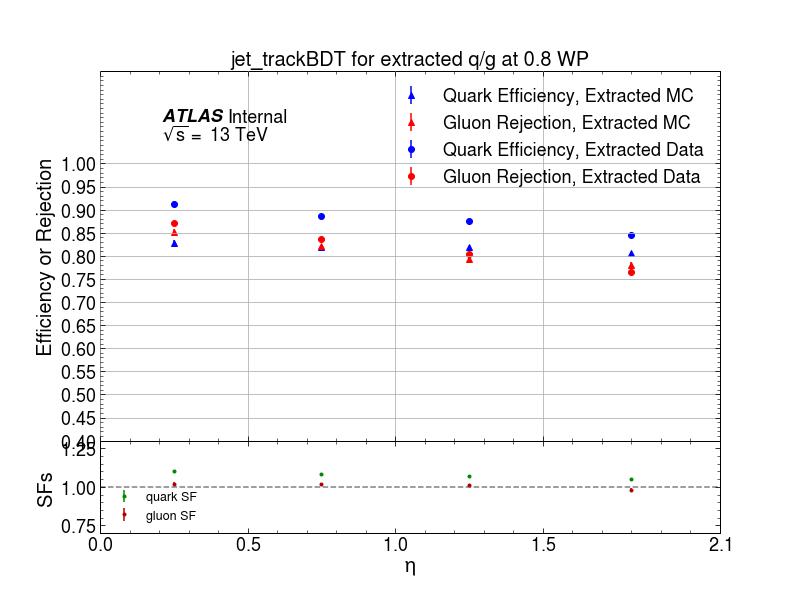 jet_trackBDT for extracted q/g at 0.8 WP
ATLAS Internal
√s = 13 TeV
Quark Efficiency, Extracted MC
Gluon Rejection, Extracted MC
Quark Efficiency, Extracted Data
Gluon Rejection, Extracted Data
Efficiency or Rejection
1.00
0.95
0.90
0.85
0.80
0.75
0.70
0.65
0.60
0.55
0.50
0.45
0.40
SFs
1.25
1.00
0.75
quark SF
gluon SF
0.0 0.5 1.0 1.5 2.1
η